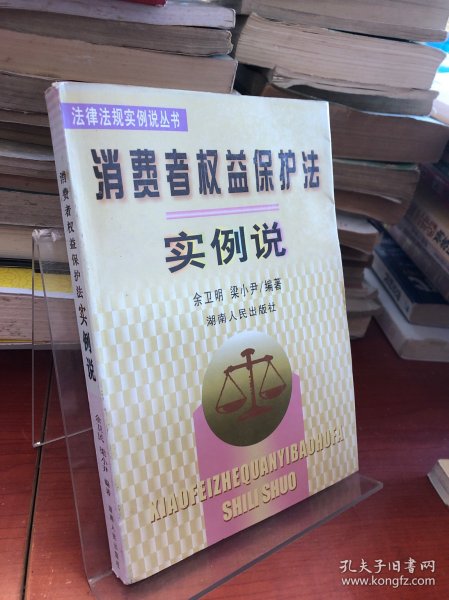 法律法规实例说丛书
消费者权益保护法
实例说
余卫明 梁小尹/编著
湖南人民出版社
XIAOFEIZHEQUANYIBAOHUFA
SHILI SHUO
消费者权益保护法 实例说
孔夫子旧书网
www.kongfz.com